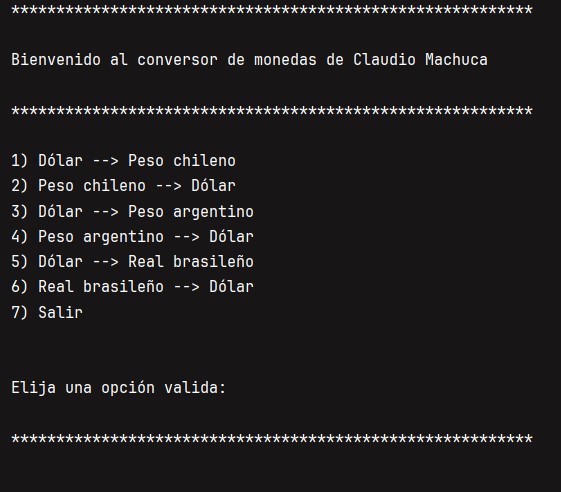 **********************************************************
Bienvenido al conversor de monedas de Claudio Machuca
**********************************************************
1) Dólar --> Peso chileno
2) Peso chileno --> Dólar
3) Dólar --> Peso argentino
4) Peso argentino --> Dólar
5) Dólar --> Real brasileño
6) Real brasileño --> Dólar
7) Salir
Elija una opción valida:
**********************************************************